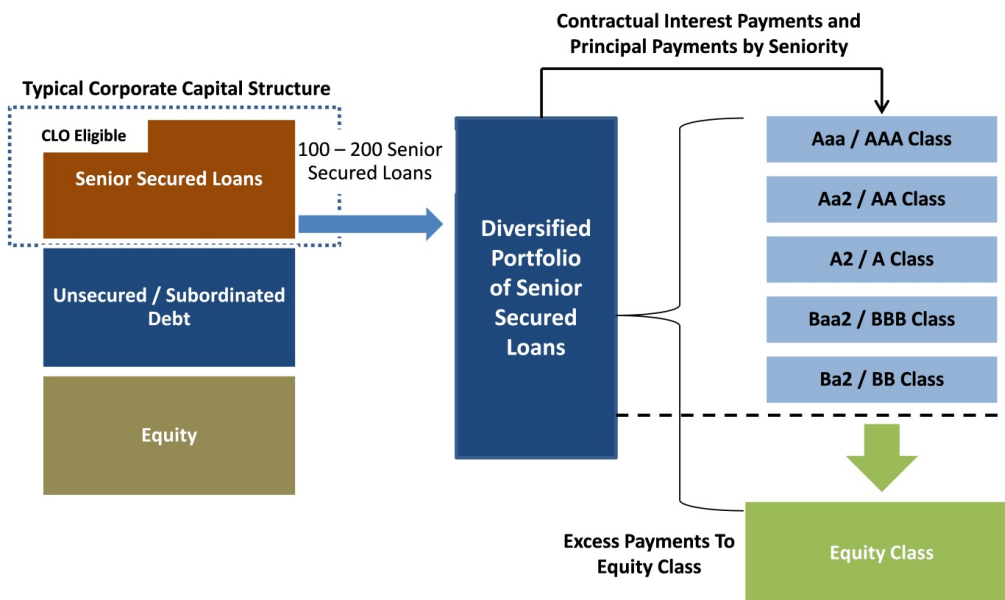 Contractual Interest Payments and
Principal Payments by Seniority
Typical Corporate Capital Structure
CLO Eligible
Senior Secured Loans
100 – 200 Senior
Secured Loans
Unsecured / Subordinated
Debt
Equity
Diversified
Portfolio
of Senior
Secured
Loans
Aaa / AAA Class
Aa2 / AA Class
A2 / A Class
Baa2 / BBB Class
Ba2 / BB Class
Excess Payments To
Equity Class
Equity Class